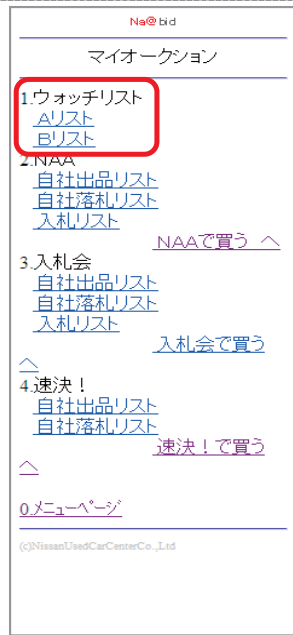 Na@bid
マイオークション
1.ウォッチリスト
Aリスト
Bリスト
2.NAA
自社出品リスト
自社落札リスト
入札リスト
NAAで買う へ
3.入札会
自社出品リスト
自社落札リスト
入札リスト
入札会で買う
へ
4.速決！
自社出品リスト
自社落札リスト
速決！で買う
へ
0.ﾒﾆｭｰﾍﾟｰｼﾞ
(c)NissanUsedCarCenterCo.,Ltd